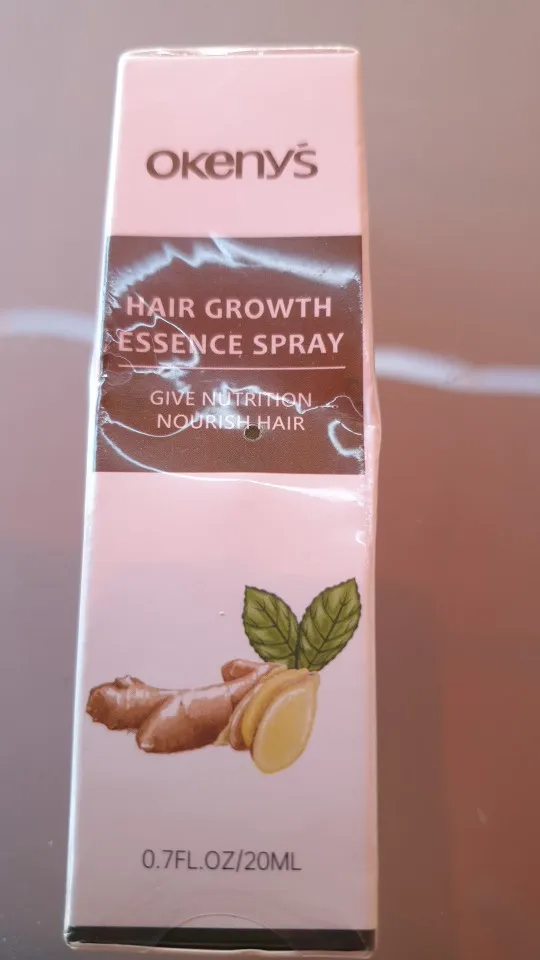 OKENY'S
HAIR GROWTH
ESSENCE SPRAY
GIVE NUTRITION
NOURISH HAIR
0.7FL.OZ/20ML